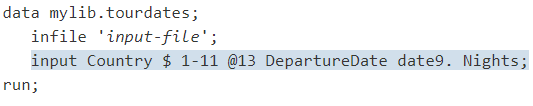 data mylib.tourdates;
infile 'input-file';
input Country $ 1-11 @13 DepartureDate date9. Nights;
run;